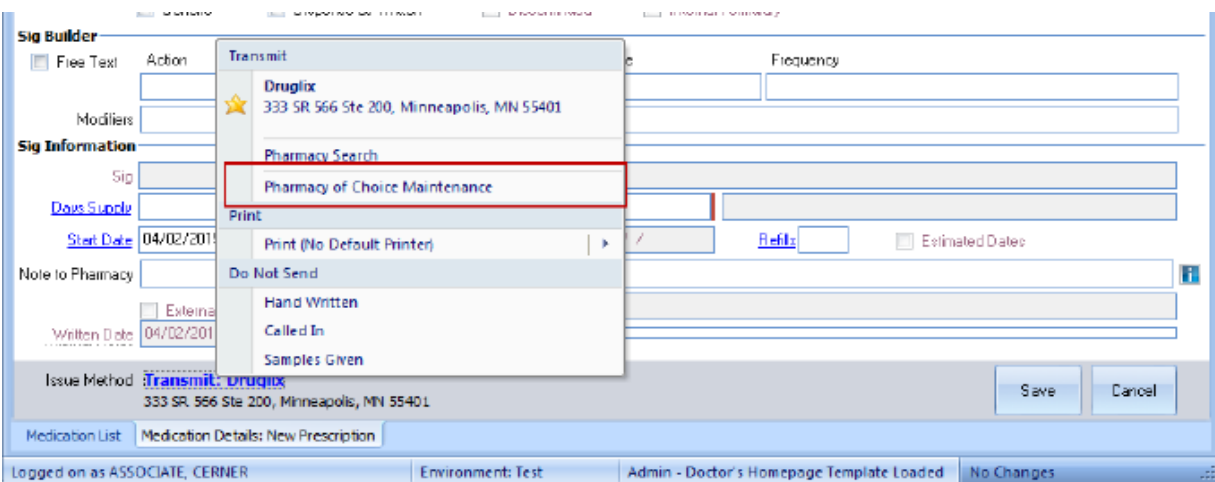 Sig Builder
Free Text Action Frequency
Modifiers
Sig Information
Sig
Days Supply
Start Date 04/02/201 / Refills Estimated Dates
Note to Pharmacy
Externa
Written Date 04/02/201
Transmit
Druglix
333 SR 566 Ste 200, Minneapolis, MN 55401
Pharmacy Search
Pharmacy of Choice Maintenance
Print
Print (No Default Printer)
Do Not Send
Hand Written
Called In
Samples Given
Issue Method Transmit: Druglix
333 SR 566 Ste 200, Minneapolis, MN 55401
Save Cancel
Medication List Medication Details: New Prescription
Logged on as ASSOCIATE, CERNER Environment: Test Admin - Doctor's Homepage Template Loaded No Changes